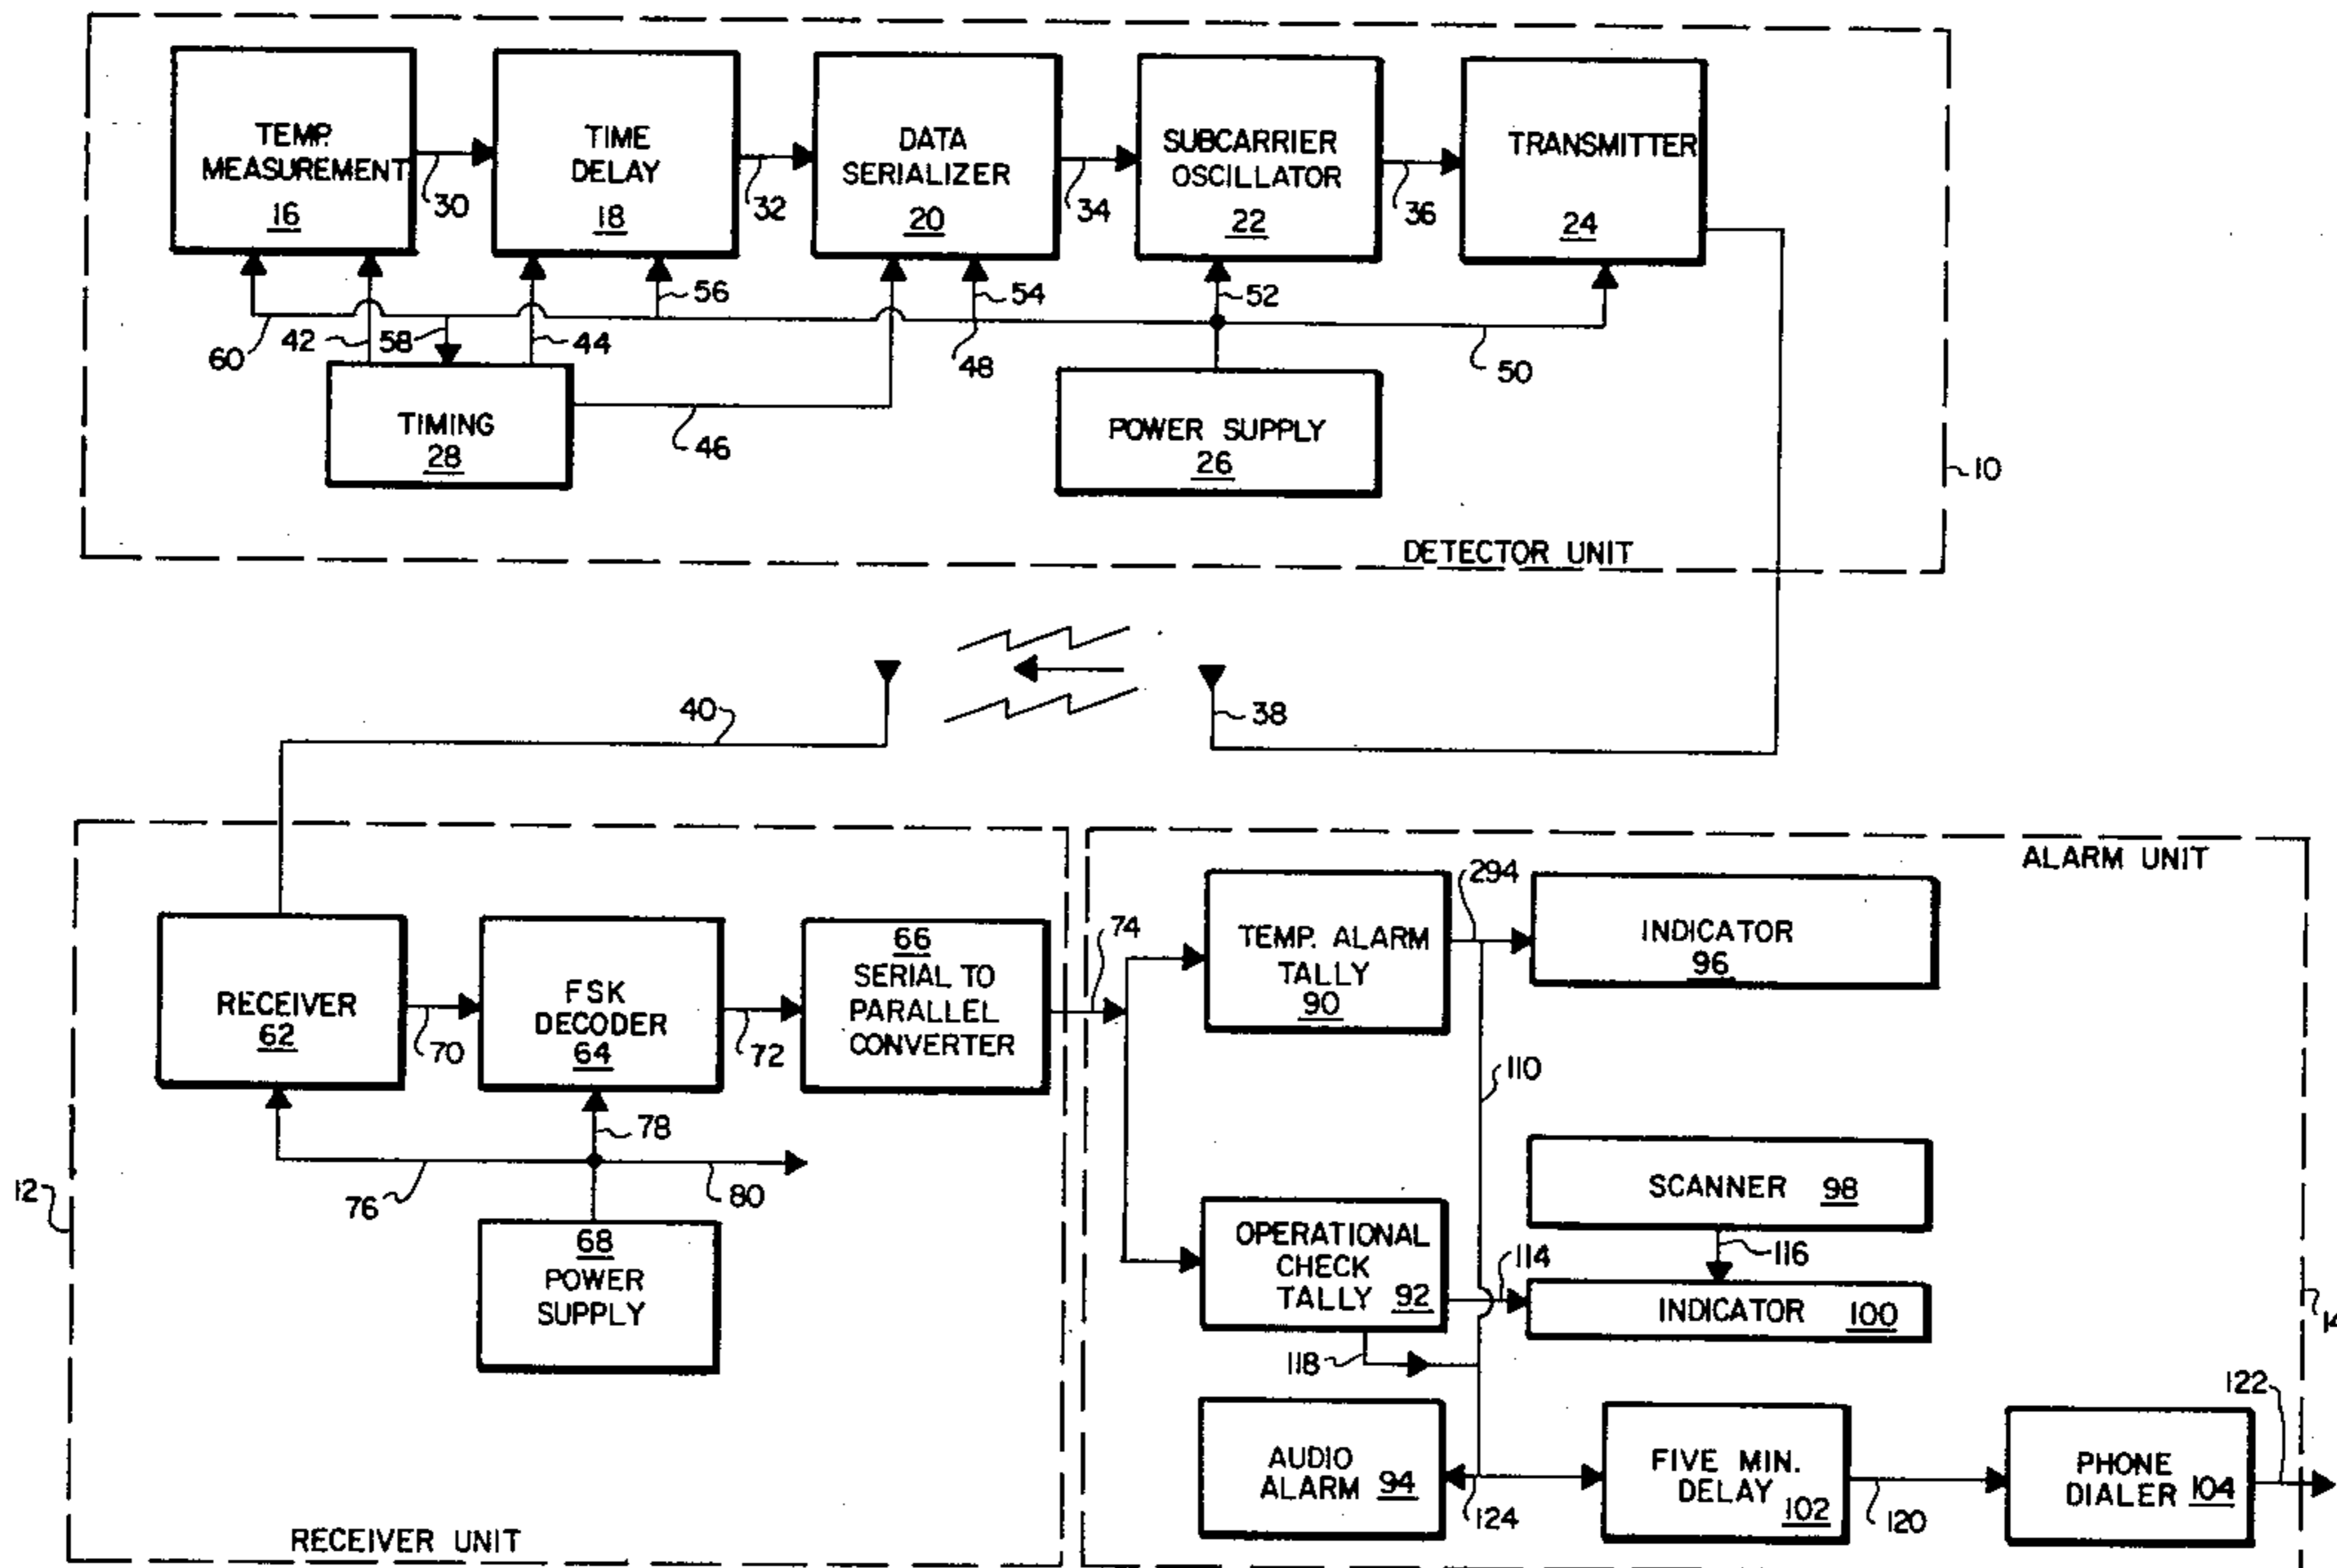 TEMP.
MEASUREMENT
16
30
TIME
DELAY
18
32
DATA
SERIALIZER
20
34
SUBCARRIER
OSCILLATOR
22
36
TRANSMITTER
24
56
54
52
60
42
58
44
48
50
TIMING
28
46
POWER SUPPLY
26
10
DETECTOR UNIT
40
38
ALARM UNIT
RECEIVER
62
70
FSK
DECODER
64
72
66
SERIAL TO
PARALLEL
CONVERTER
74
TEMP. ALARM
TALLY
90
294
INDICATOR
96
110
78
76
80
12
68
POWER
SUPPLY
SCANNER 98
116
OPERATIONAL
CHECK
TALLY 92
114
INDICATOR 100
14
118
AUDIO
ALARM 94
124
FIVE MIN.
DELAY
102
120
PHONE
DIALER 104
122
RECEIVER UNIT